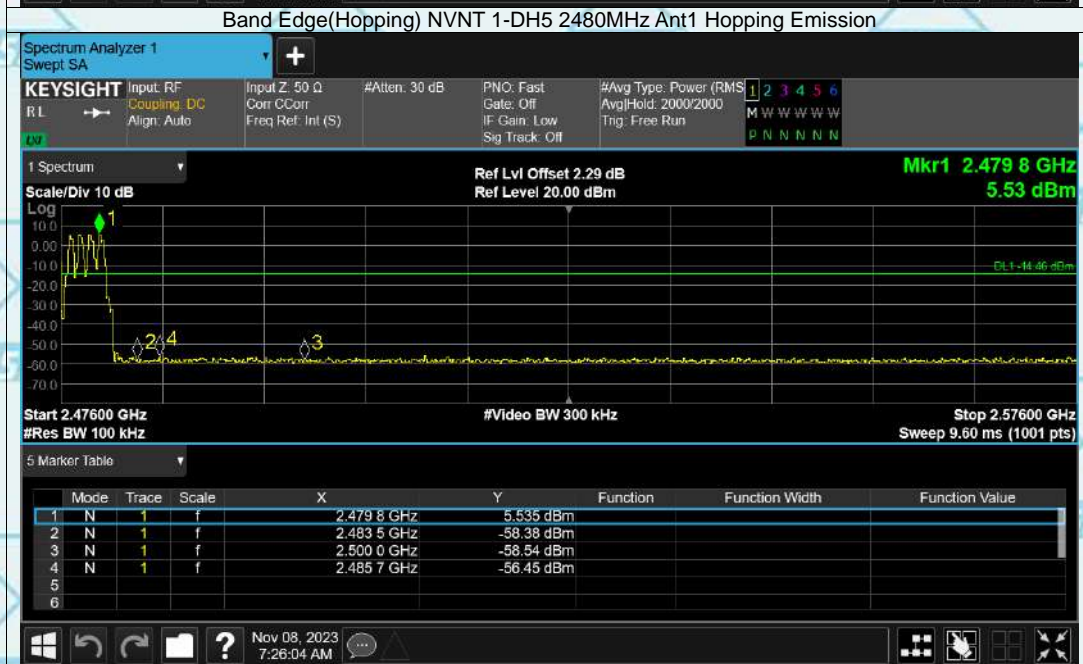 Band Edge(Hopping) NVNT 1-DH5 2480MHz Ant1 Hopping Emission
Spectrum Analyzer 1
Swept SA
+
KEYSIGHT Input: RF Input Z: 50 Ω #Atten: 30 dB PNO: Fast #Avg Type: Power (RMS 1 2 3 4 5 6
RL Coupling: DC Corr CCorr Gate: Off Avg|Hold: 2000/2000 M W W W W W
Align: Auto Freq Ref: Int (S) IF Gain: Low Trig: Free Run
LXI Sig Track: Off P N N N N N
1 Spectrum Ref Lvl Offset 2.29 dB Mkr1 2.479 8 GHz
Scale/Div 10 dB Ref Level 20.00 dBm 5.53 dBm
Log
10.0 1
0.00
-10.0 DL1 -14.46 dBm
-20.0
-30.0
-40.0
-50.0 2 4 3
-60.0
-70.0
Start 2.47600 GHz #Video BW 300 kHz Stop 2.57600 GHz
#Res BW 100 kHz Sweep 9.60 ms (1001 pts)
5 Marker Table
Mode Trace Scale X Y Function Function Width Function Value
1 N 1 f 2.479 8 GHz 5.535 dBm
2 N 1 f 2.483 5 GHz -58.38 dBm
3 N 1 f 2.500 0 GHz -58.54 dBm
4 N 1 f 2.485 7 GHz -56.45 dBm
5
6
? Nov 08, 2023
7:26:04 AM